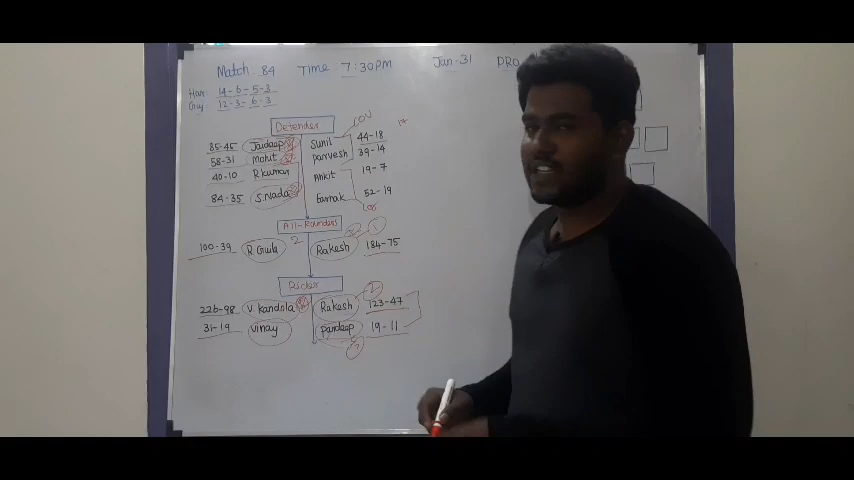 Match: 84 Time 7:30PM Jan-31 PRO
Har: 14-6-5-3
Guj 12-3-6-3
Defender
85-45 Jaideep Sunil 44-18
58-31 mohit parvesh 39-14
40-10 R.kumar Ankit 19-7
84-35 S.Nada 52-19
All-Rounders
100-39 R Gulia 2 Rakesh 184-75
Rider
226-98 V.kandola Rakesh 123-47
31-19 vinay pardeep 19-11